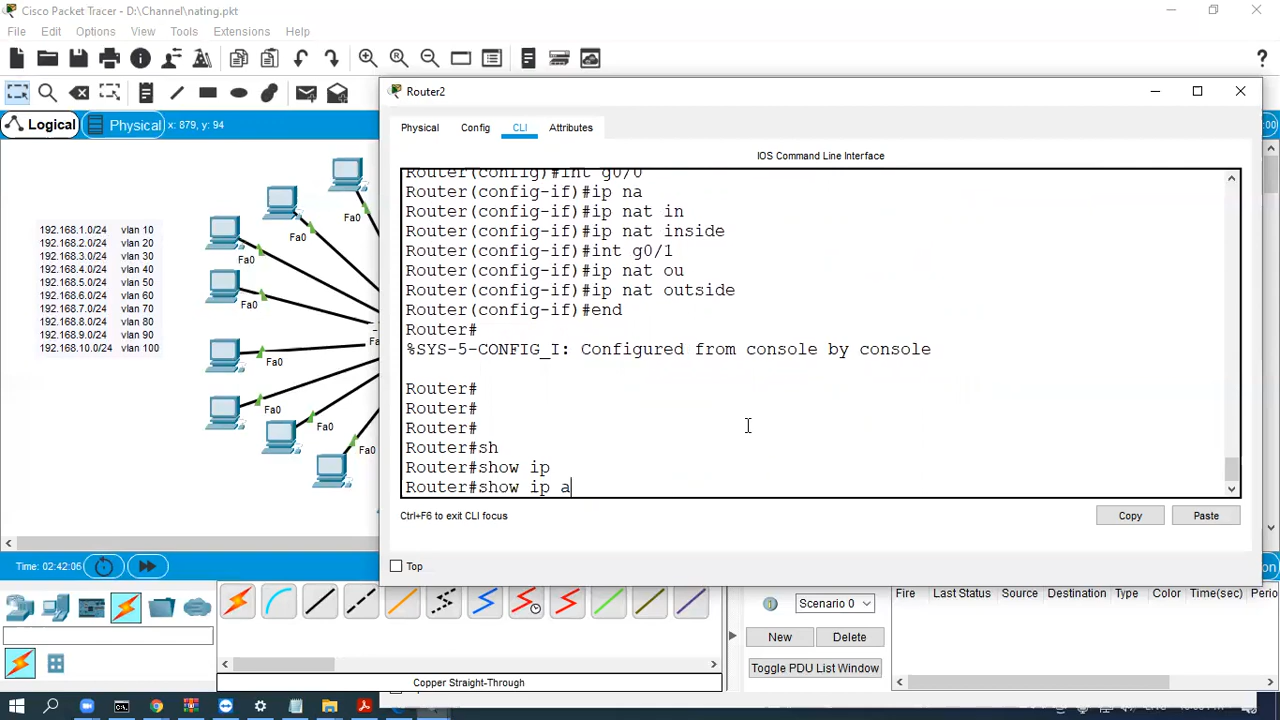 Cisco Packet Tracer - D:\Channel\nating.pkt
File Edit Options View Tools Extensions Help
Logical Physical x: 879, y: 94
Router2
Physical Config CLI Attributes
IOS Command Line Interface
192.168.1.0/24 vlan 10
192.168.2.0/24 vlan 20
192.168.3.0/24 vlan 30
192.168.4.0/24 vlan 40
192.168.5.0/24 vlan 50
192.168.6.0/24 vlan 60
192.168.7.0/24 vlan 70
192.168.8.0/24 vlan 80
192.168.9.0/24 vlan 90
192.168.10.0/24 vlan 100
Fa0
Fa0
Fa0
Fa0
Fa0
Fa0
Fa0
Fa0
Router(config)#int g0/0
Router(config-if)#ip na
Router(config-if)#ip nat in
Router(config-if)#ip nat inside
Router(config-if)#int g0/1
Router(config-if)#ip nat ou
Router(config-if)#ip nat outside
Router(config-if)#end
Router#
%SYS-5-CONFIG_I: Configured from console by console
Router#
Router#
Router#
Router#sh
Router#show ip
Router#show ip a
Ctrl+F6 to exit CLI focus
Copy Paste
Top
Time: 02:42:06
Scenario 0
New Delete
Toggle PDU List Window
Fire Last Status Source Destination Type Color Time(sec) Perio
Copper Straight-Through